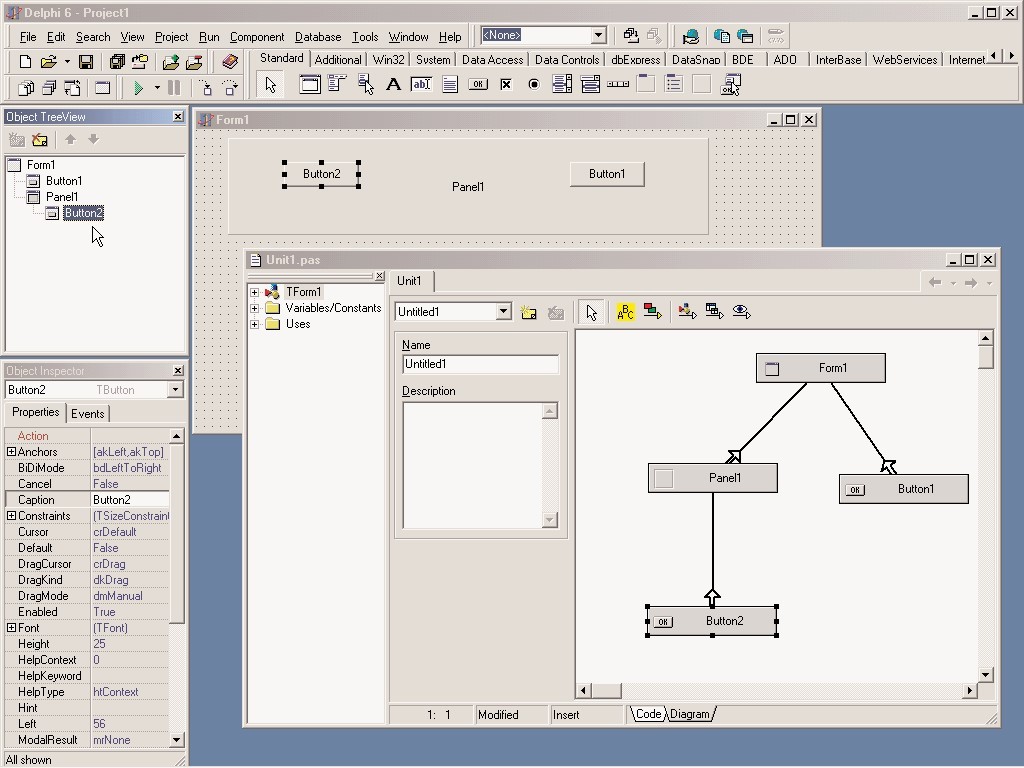 Delphi 6 - Project1
File Edit Search View Project Run Component Database Tools Window Help
<None>
Standard Additional Win32 System Data Access Data Controls dbExpress DataSnap BDE ADO InterBase WebServices Internet
A ab OK
Object TreeView
Form1
Button1
Panel1
Button2
Form1
Button2
Panel1
Button1
Object Inspector
Button2 TButton
Properties Events
Action
Anchors [akLeft,akTop]
BiDiMode bdLeftToRight
Cancel False
Caption Button2
Constraints (TSizeConstraint
Cursor crDefault
Default False
DragCursor crDrag
DragKind dkDrag
DragMode dmManual
Enabled True
Font (TFont)
Height 25
HelpContext 0
HelpKeyword
HelpType htContext
Hint
Left 56
ModalResult mrNone
All shown
Unit1.pas
TForm1
Variables/Constants
Uses
Unit1
Untitled1
ABC
Name
Untitled1
Description
Form1
Panel1
OK Button1
OK Button2
1: 1 Modified Insert Code Diagram